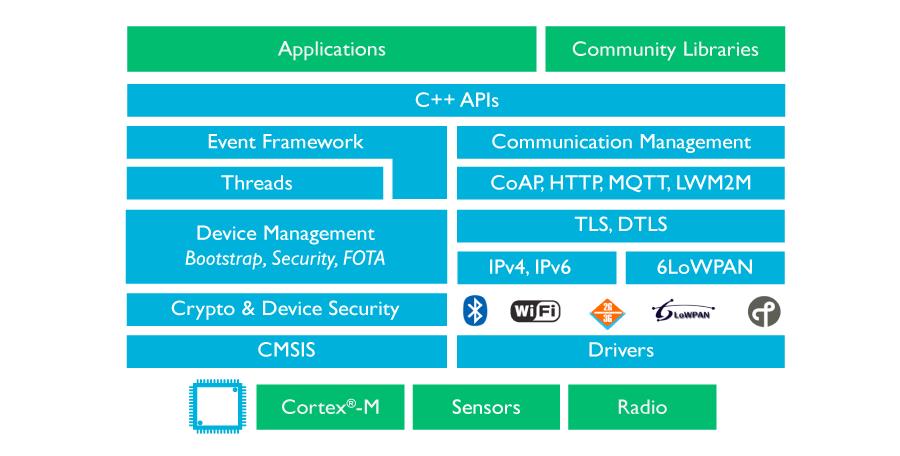 Applications
Community Libraries
C++ APIs
Event Framework
Communication Management
Threads
CoAP, HTTP, MQTT, LWM2M
Device Management
Bootstrap, Security, FOTA
TLS, DTLS
IPv4, IPv6
6LoWPAN
Crypto & Device Security
WiFi
2G
3G
6LoWPAN
CMSIS
Drivers
Cortex®-M
Sensors
Radio